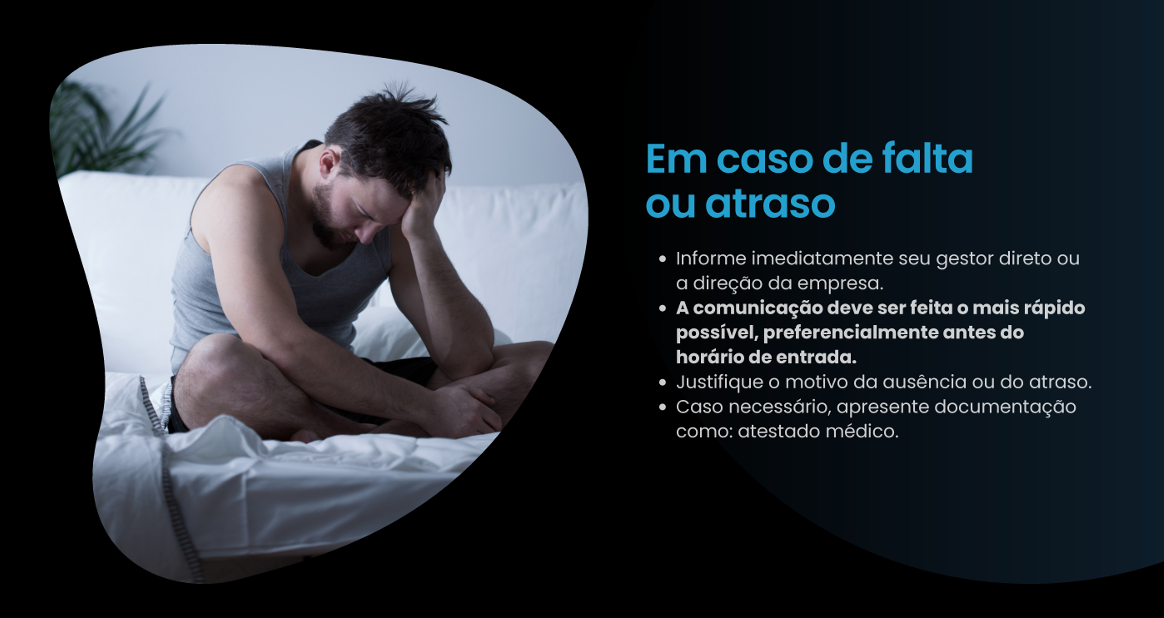 Em caso de falta
ou atraso
• Informe imediatamente seu gestor direto ou
a direção da empresa.
• A comunicação deve ser feita o mais rápido
possível, preferencialmente antes do
horário de entrada.
• Justifique o motivo da ausência ou do atraso.
• Caso necessário, apresente documentação
como: atestado médico.